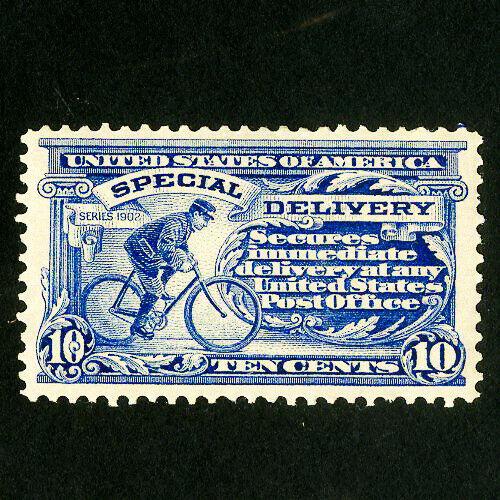 UNITED STATES OF AMERICA
SPECIAL
DELIVERY
SERIES 1902
Secures
immediate
delivery at any
United States
Post Office
10
TEN CENTS
10